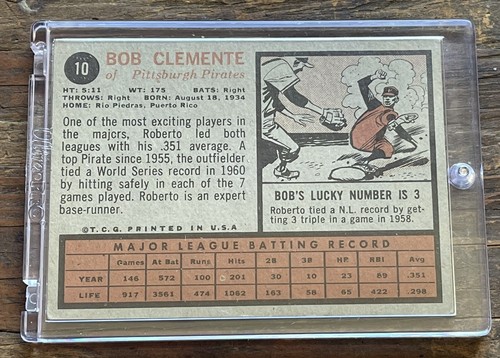 10
BOB CLEMENTE
of Pittsburgh Pirates
HT: 5:11 WT: 175 BATS: Right
THROWS: Right BORN: August 18, 1934
HOME: Rio Piedras, Puerto Rico
One of the most exciting players in
the majors, Roberto led both
leagues with his .351 average. A
top Pirate since 1955, the outfielder
tied a World Series record in 1960
by hitting safely in each of the 7
games played. Roberto is an expert
base-runner.
©T.C.G. PRINTED IN U.S.A
BOB'S LUCKY NUMBER IS 3
Roberto tied a N.L. record by get-
ting 3 triple in a game in 1958.
MAJOR LEAGUE BATTING RECORD
Games At Bat Runs Hits 2B 3B HR RBI Avg
YEAR 146 572 100 201 30 10 23 89 .351
LIFE 917 3561 474 1062 163 58 65 422 .298